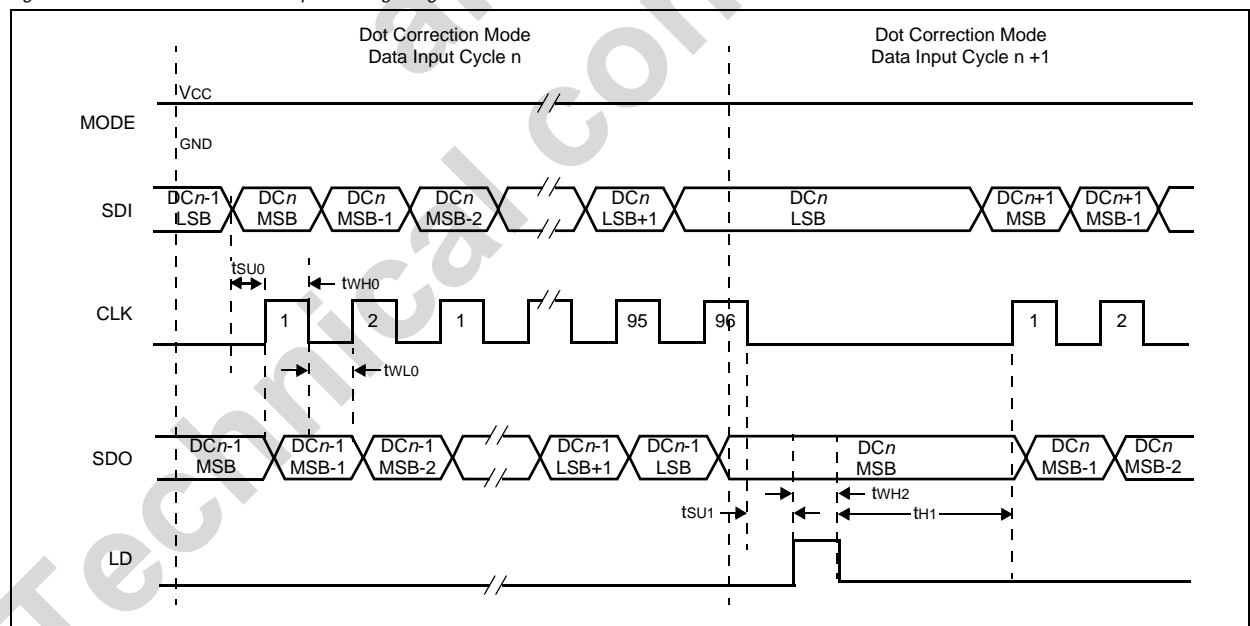 Dot Correction Mode
Data Input Cycle n
Dot Correction Mode
Data Input Cycle n +1
VCC
MODE
GND
SDI
DCn-1
LSB
DCn
MSB
DCn
MSB-1
DCn
MSB-2
DCn
LSB+1
DCn
LSB
DCn+1
MSB
DCn+1
MSB-1
tSU0
tWH0
CLK
1
2
1
95
96
1
2
tWL0
SDO
DCn-1
MSB
DCn-1
MSB-1
DCn-1
MSB-2
DCn-1
LSB+1
DCn-1
LSB
DCn
MSB
DCn
MSB-1
DCn
MSB-2
tWH2
tSU1
tH1
LD
Technical con